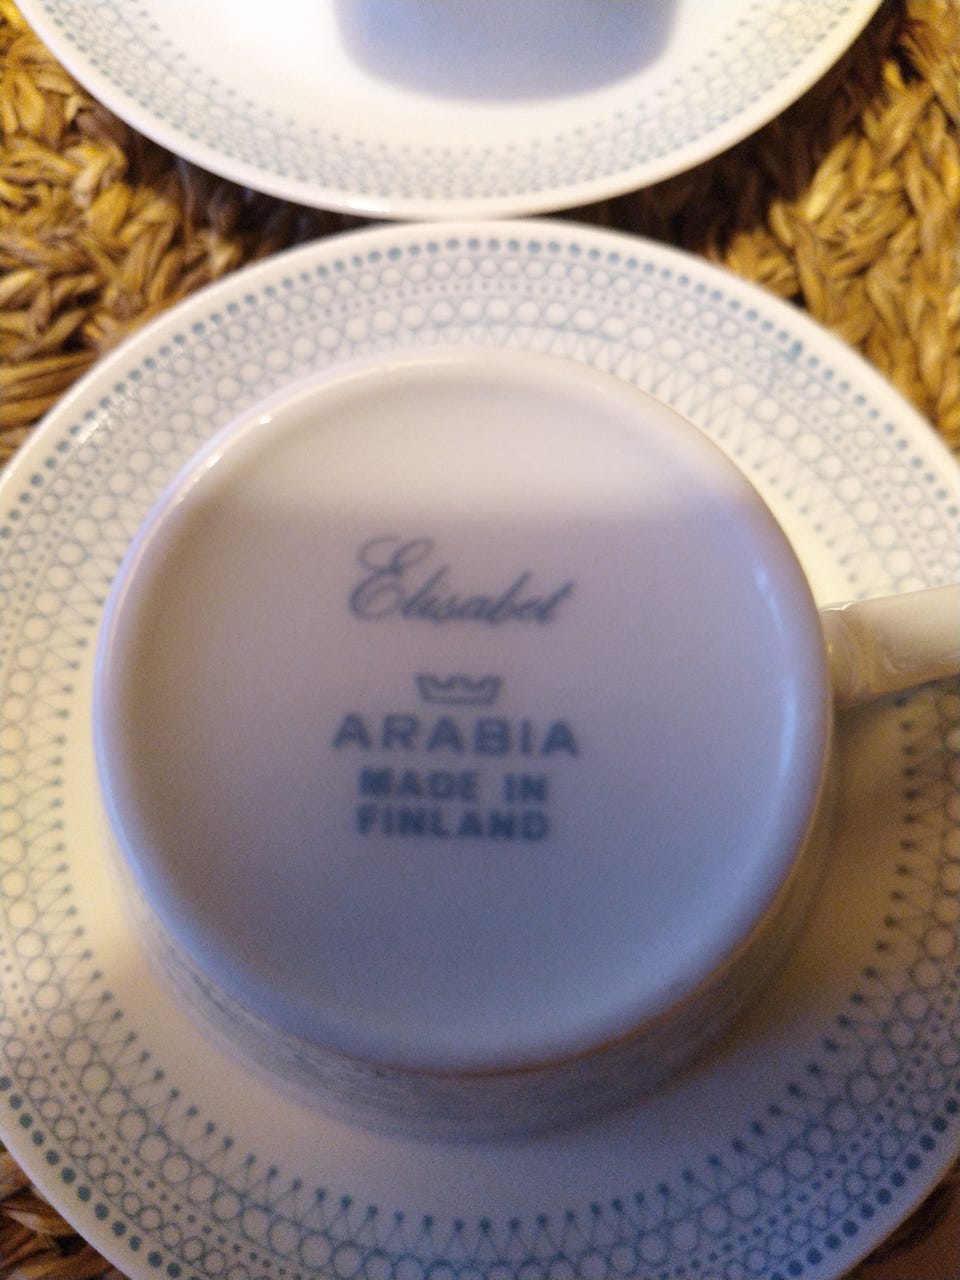 Elisabet
ARABIA
MADE IN
FINLAND